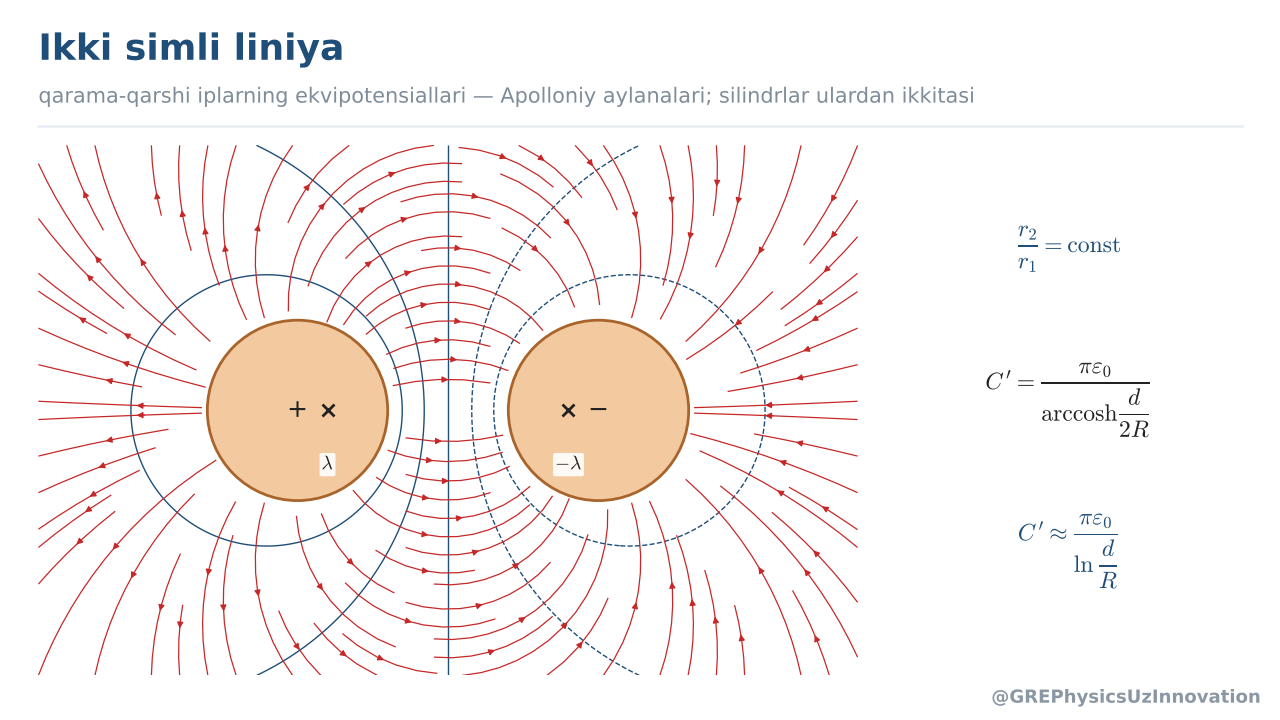 Ikki simli liniya
qarama-qarshi iplarning ekvipotensiallari — Apolloniy aylanalari; silindrlar ulardan ikkitasi
r₂/r₁ = const
+ × × −
C′ = πε₀ / (arccosh d/2R)
λ −λ
C′ ≈ πε₀ / (ln d/R)
@GREPhysicsUzInnovation